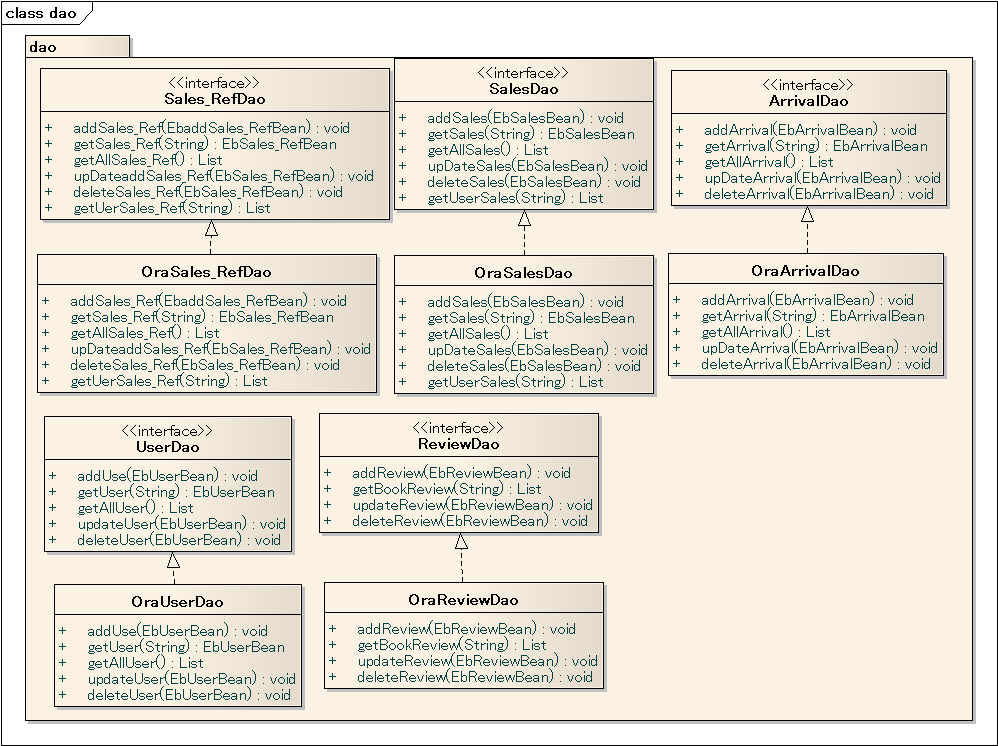 class dao
dao
<<interface>>
Sales_RefDao
+ addSales_Ref(EbaddSales_RefBean) : void
+ getSales_Ref(String) : EbSales_RefBean
+ getAllSales_Ref() : List
+ upDateaddSales_Ref(EbSales_RefBean) : void
+ deleteSales_Ref(EbSales_RefBean) : void
+ getUerSales_Ref(String) : List
<<interface>>
SalesDao
+ addSales(EbSalesBean) : void
+ getSales(String) : EbSalesBean
+ getAllSales() : List
+ upDateSales(EbSalesBean) : void
+ deleteSales(EbSalesBean) : void
+ getUserSales(String) : List
<<interface>>
ArrivalDao
+ addArrival(EbArrivalBean) : void
+ getArrival(String) : EbArrivalBean
+ getAllArrival() : List
+ upDateArrival(EbArrivalBean) : void
+ deleteArrival(EbArrivalBean) : void
OraSales_RefDao
+ addSales_Ref(EbaddSales_RefBean) : void
+ getSales_Ref(String) : EbSales_RefBean
+ getAllSales_Ref() : List
+ upDateaddSales_Ref(EbSales_RefBean) : void
+ deleteSales_Ref(EbSales_RefBean) : void
+ getUerSales_Ref(String) : List
OraSalesDao
+ addSales(EbSalesBean) : void
+ getSales(String) : EbSalesBean
+ getAllSales() : List
+ upDateSales(EbSalesBean) : void
+ deleteSales(EbSalesBean) : void
+ getUserSales(String) : List
OraArrivalDao
+ addArrival(EbArrivalBean) : void
+ getArrival(String) : EbArrivalBean
+ getAllArrival() : List
+ upDateArrival(EbArrivalBean) : void
+ deleteArrival(EbArrivalBean) : void
<<interface>>
UserDao
+ addUse(EbUserBean) : void
+ getUser(String) : EbUserBean
+ getAllUser() : List
+ updateUser(EbUserBean) : void
+ deleteUser(EbUserBean) : void
<<interface>>
ReviewDao
+ addReview(EbReviewBean) : void
+ getBookReview(String) : List
+ updateReview(EbReviewBean) : void
+ deleteReview(EbReviewBean) : void
OraUserDao
+ addUse(EbUserBean) : void
+ getUser(String) : EbUserBean
+ getAllUser() : List
+ updateUser(EbUserBean) : void
+ deleteUser(EbUserBean) : void
OraReviewDao
+ addReview(EbReviewBean) : void
+ getBookReview(String) : List
+ updateReview(EbReviewBean) : void
+ deleteReview(EbReviewBean) : void